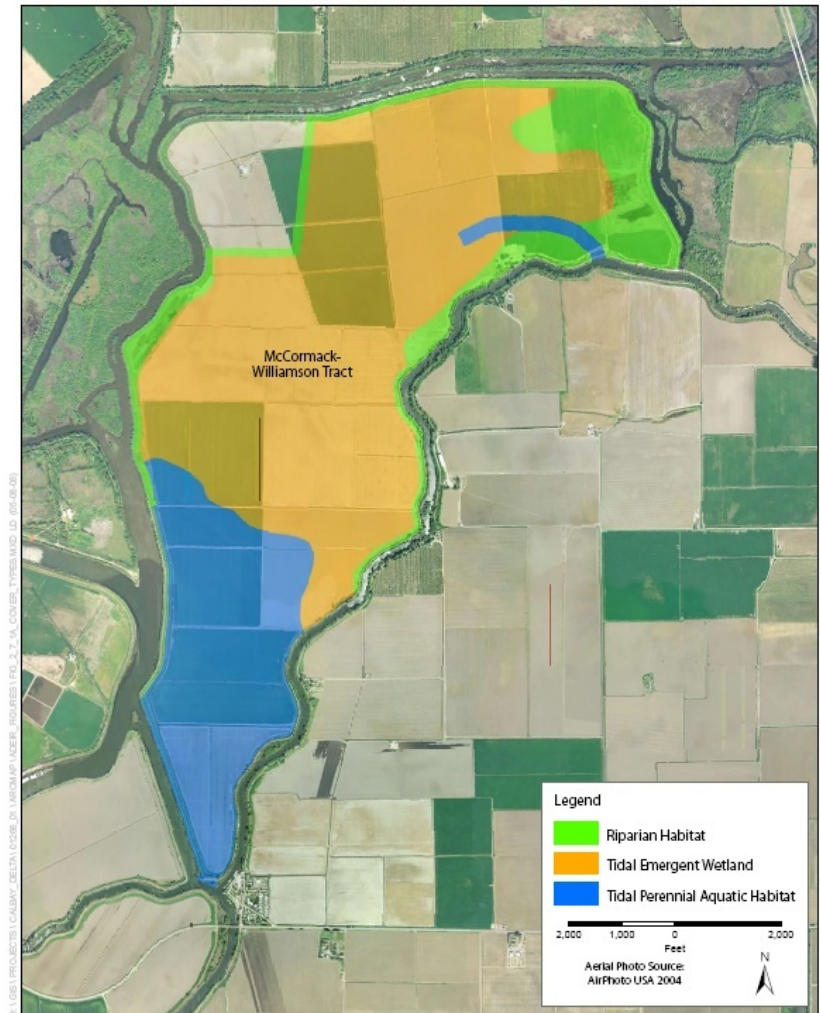 McCormack-
Williamson Tract
Legend
Riparian Habitat
Tidal Emergent Wetland
Tidal Perennial Aquatic Habitat
2,000 1,000 0 2,000
Feet
Aerial Photo Source:
AirPhoto USA 2004
N